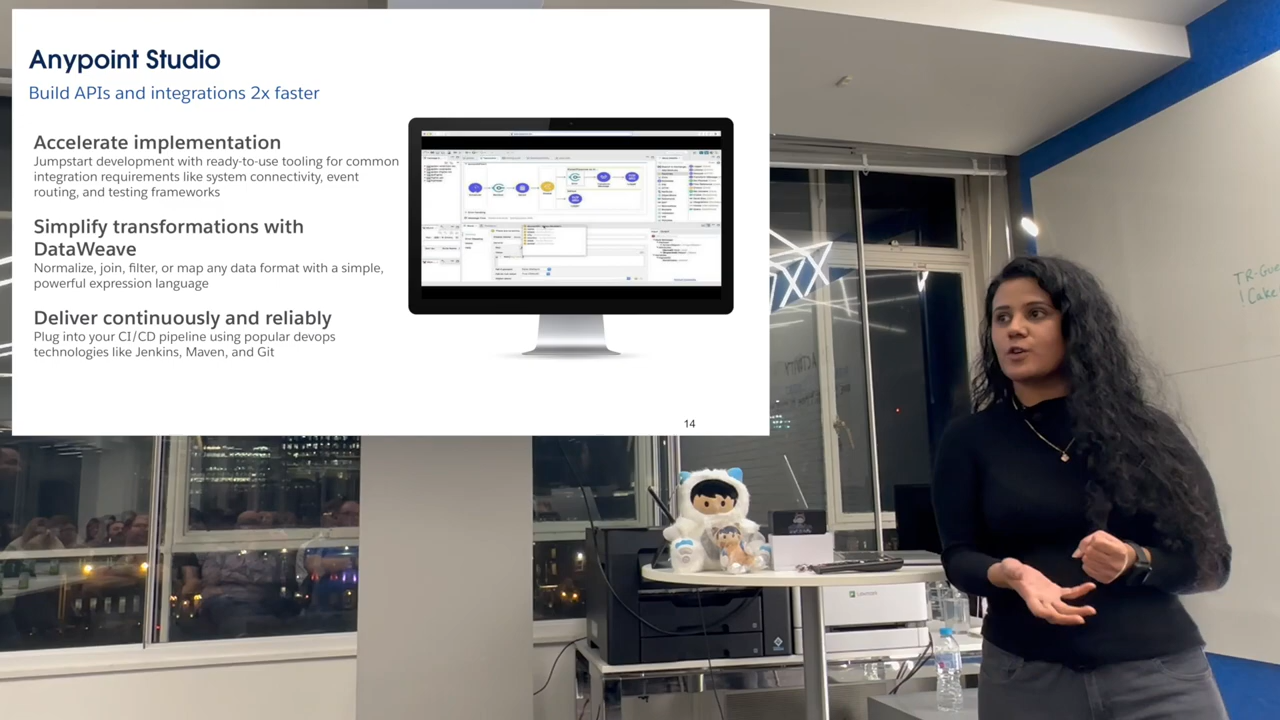 Anypoint Studio
Build APIs and integrations 2x faster
Accelerate implementation
Jumpstart development with ready-to-use tooling for common
integration requirements like system connectivity, event
routing, and testing frameworks
Simplify transformations with
DataWeave
Normalize, join, filter, or map any data format with a simple,
powerful expression language
Deliver continuously and reliably
Plug into your CI/CD pipeline using popular devops
technologies like Jenkins, Maven, and Git
14
Lexmark